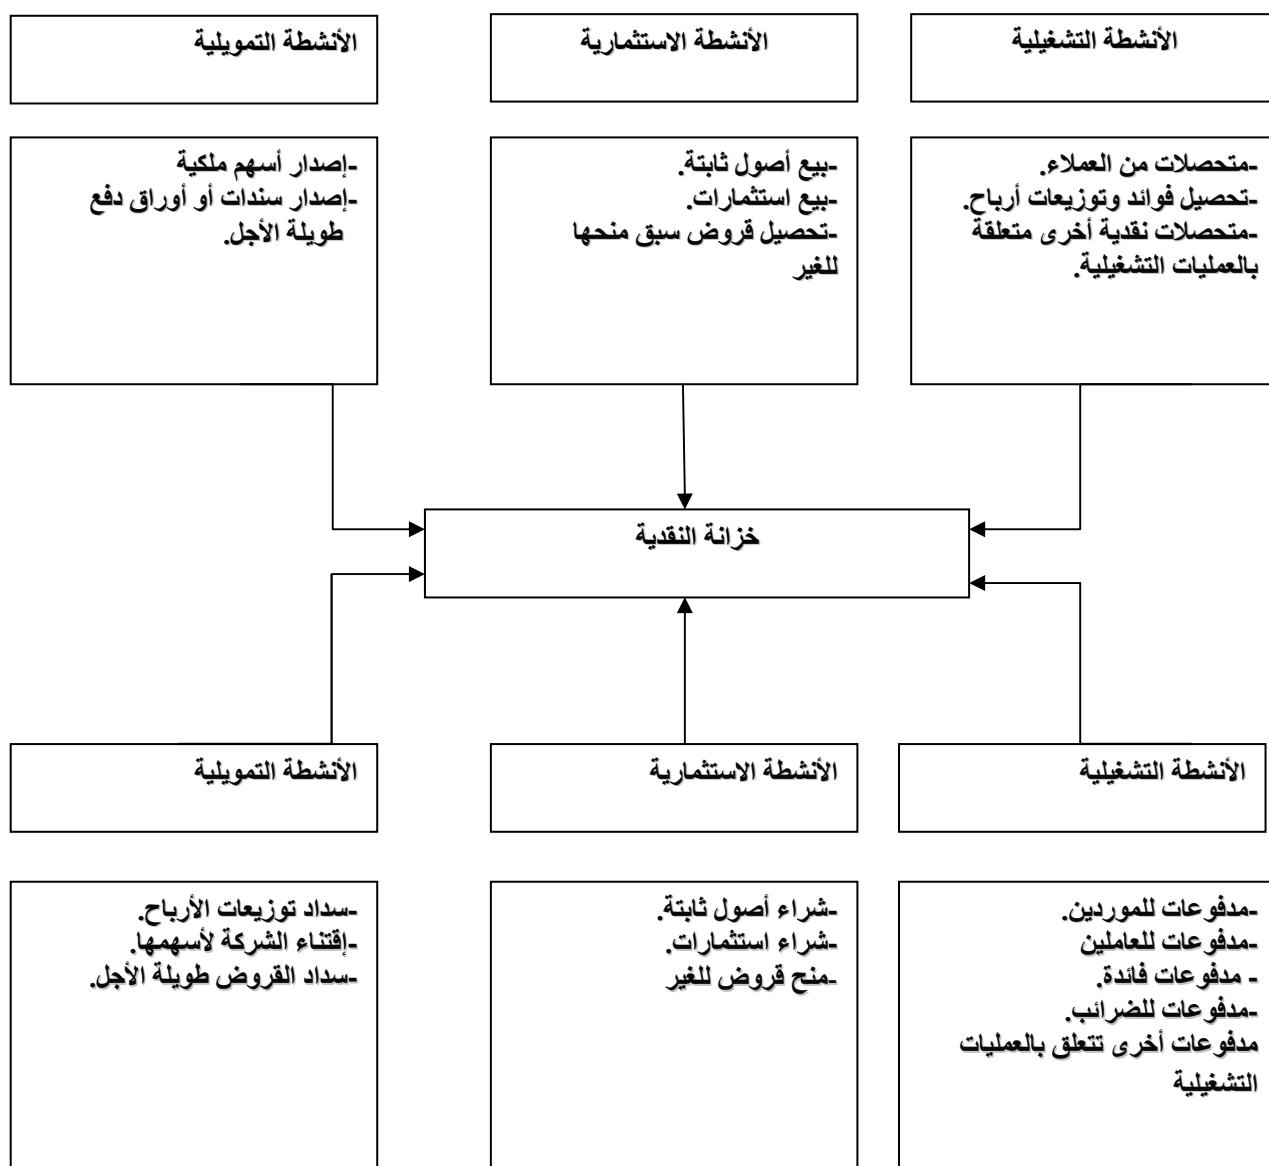 الأنشطة التشغيلية
الأنشطة الاستثمارية
الأنشطة التمويلية
-متحصلات من العملاء.
-تحصيل فوائد وتوزيعات أرباح.
-متحصلات نقدية أخرى متعلقة
بالعمليات التشغيلية.
-بيع أصول ثابتة.
-بيع استثمارات.
-تحصيل قروض سبق منحها
للغير
-إصدار أسهم ملكية
-إصدار سندات أو أوراق دفع
طويلة الأجل.
خزانة النقدية
الأنشطة التشغيلية
الأنشطة الاستثمارية
الأنشطة التمويلية
-مدفوعات للموردين.
-مدفوعات للعاملين
- مدفوعات فائدة.
-مدفوعات للضرائب.
مدفوعات أخرى تتعلق بالعمليات
التشغيلية
-شراء أصول ثابتة.
-شراء استثمارات.
-منح قروض للغير
-سداد توزيعات الأرباح.
-إقتناء الشركة لأسهمها.
-سداد القروض طويلة الأجل.